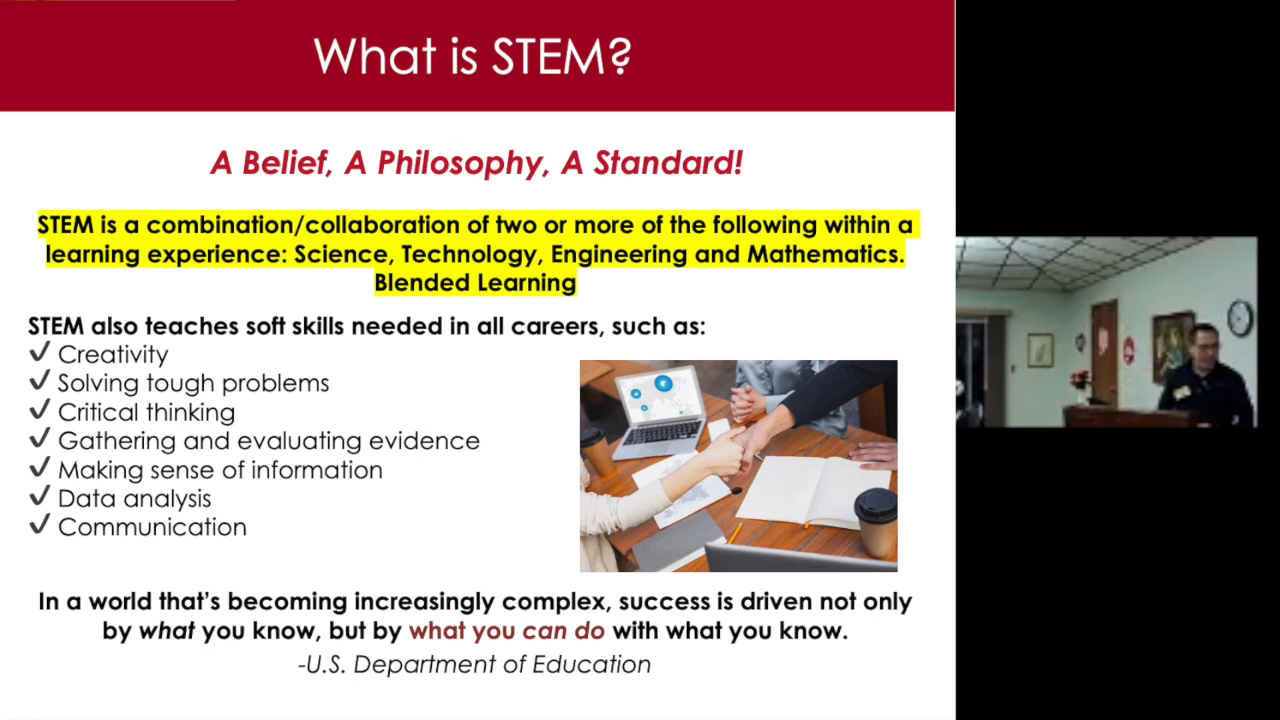 What is STEM?
A Belief, A Philosophy, A Standard!
STEM is a combination/collaboration of two or more of the following within a
learning experience: Science, Technology, Engineering and Mathematics.
Blended Learning
STEM also teaches soft skills needed in all careers, such as:
✓ Creativity
✓ Solving tough problems
✓ Critical thinking
✓ Gathering and evaluating evidence
✓ Making sense of information
✓ Data analysis
✓ Communication
In a world that’s becoming increasingly complex, success is driven not only
by what you know, but by what you can do with what you know.
-U.S. Department of Education